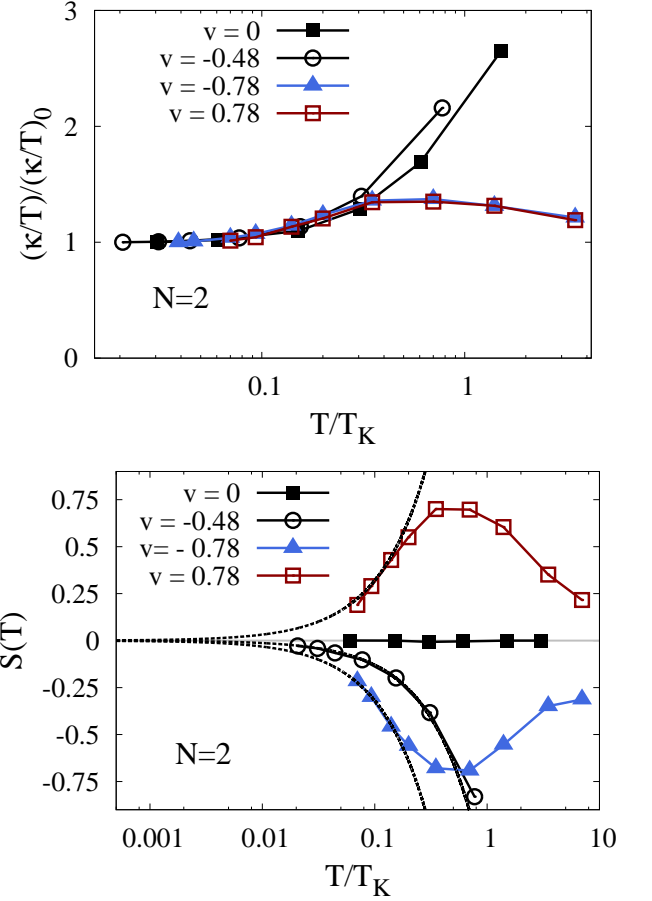 3
2
1
0
(κ/T)/(κ/T)0
v = 0
v = -0.48
v = -0.78
v = 0.78
N=2
0.1
1
T/TK
0.75
0.5
0.25
0
-0.25
-0.5
-0.75
S(T)
v = 0
v = -0.48
v= - 0.78
v = 0.78
N=2
0.001
0.01
0.1
1
10
T/TK